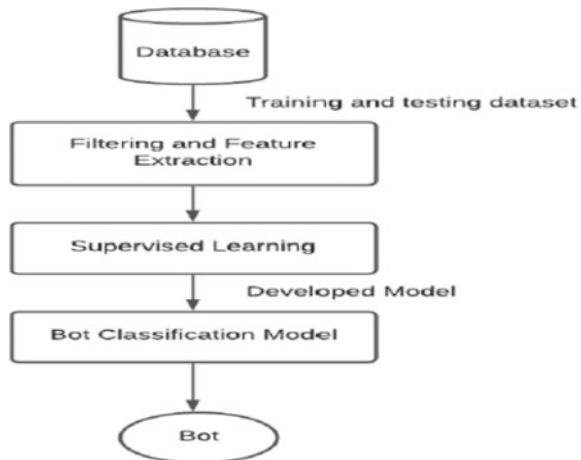 Database
Training and testing dataset
Filtering and Feature
Extraction
Supervised Learning
Developed Model
Bot Classification Model
Bot